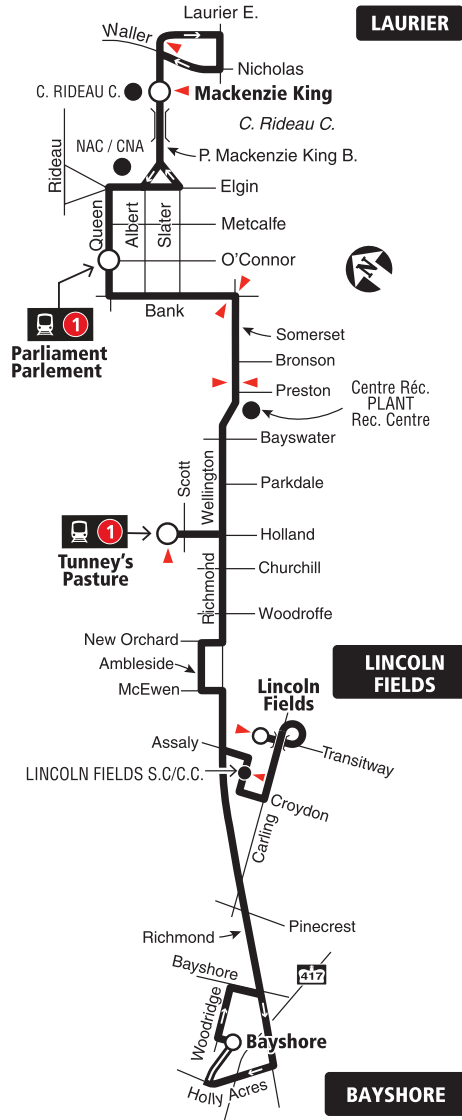 Laurier E.
LAURIER
Waller
Nicholas
C. RIDEAU C.
Mackenzie King
C. Rideau C.
NAC / CNA
P. Mackenzie King B.
Rideau
Elgin
Queen
Albert
Slater
Metcalfe
O'Connor
N
Bank
1
Parliament
Parlement
Somerset
Bronson
Preston
Centre Réc.
PLANT
Rec. Centre
Bayswater
Scott
Wellington
Parkdale
1
Holland
Tunney's
Pasture
Churchill
Richmond
Woodroffe
New Orchard
Ambleside
McEwen
LINCOLN
FIELDS
Lincoln
Fields
Assaly
Transitway
LINCOLN FIELDS S.C/C.C.
Croydon
Carling
Pinecrest
Richmond
Bayshore
417
Woodridge
Bayshore
Holly Acres
BAYSHORE